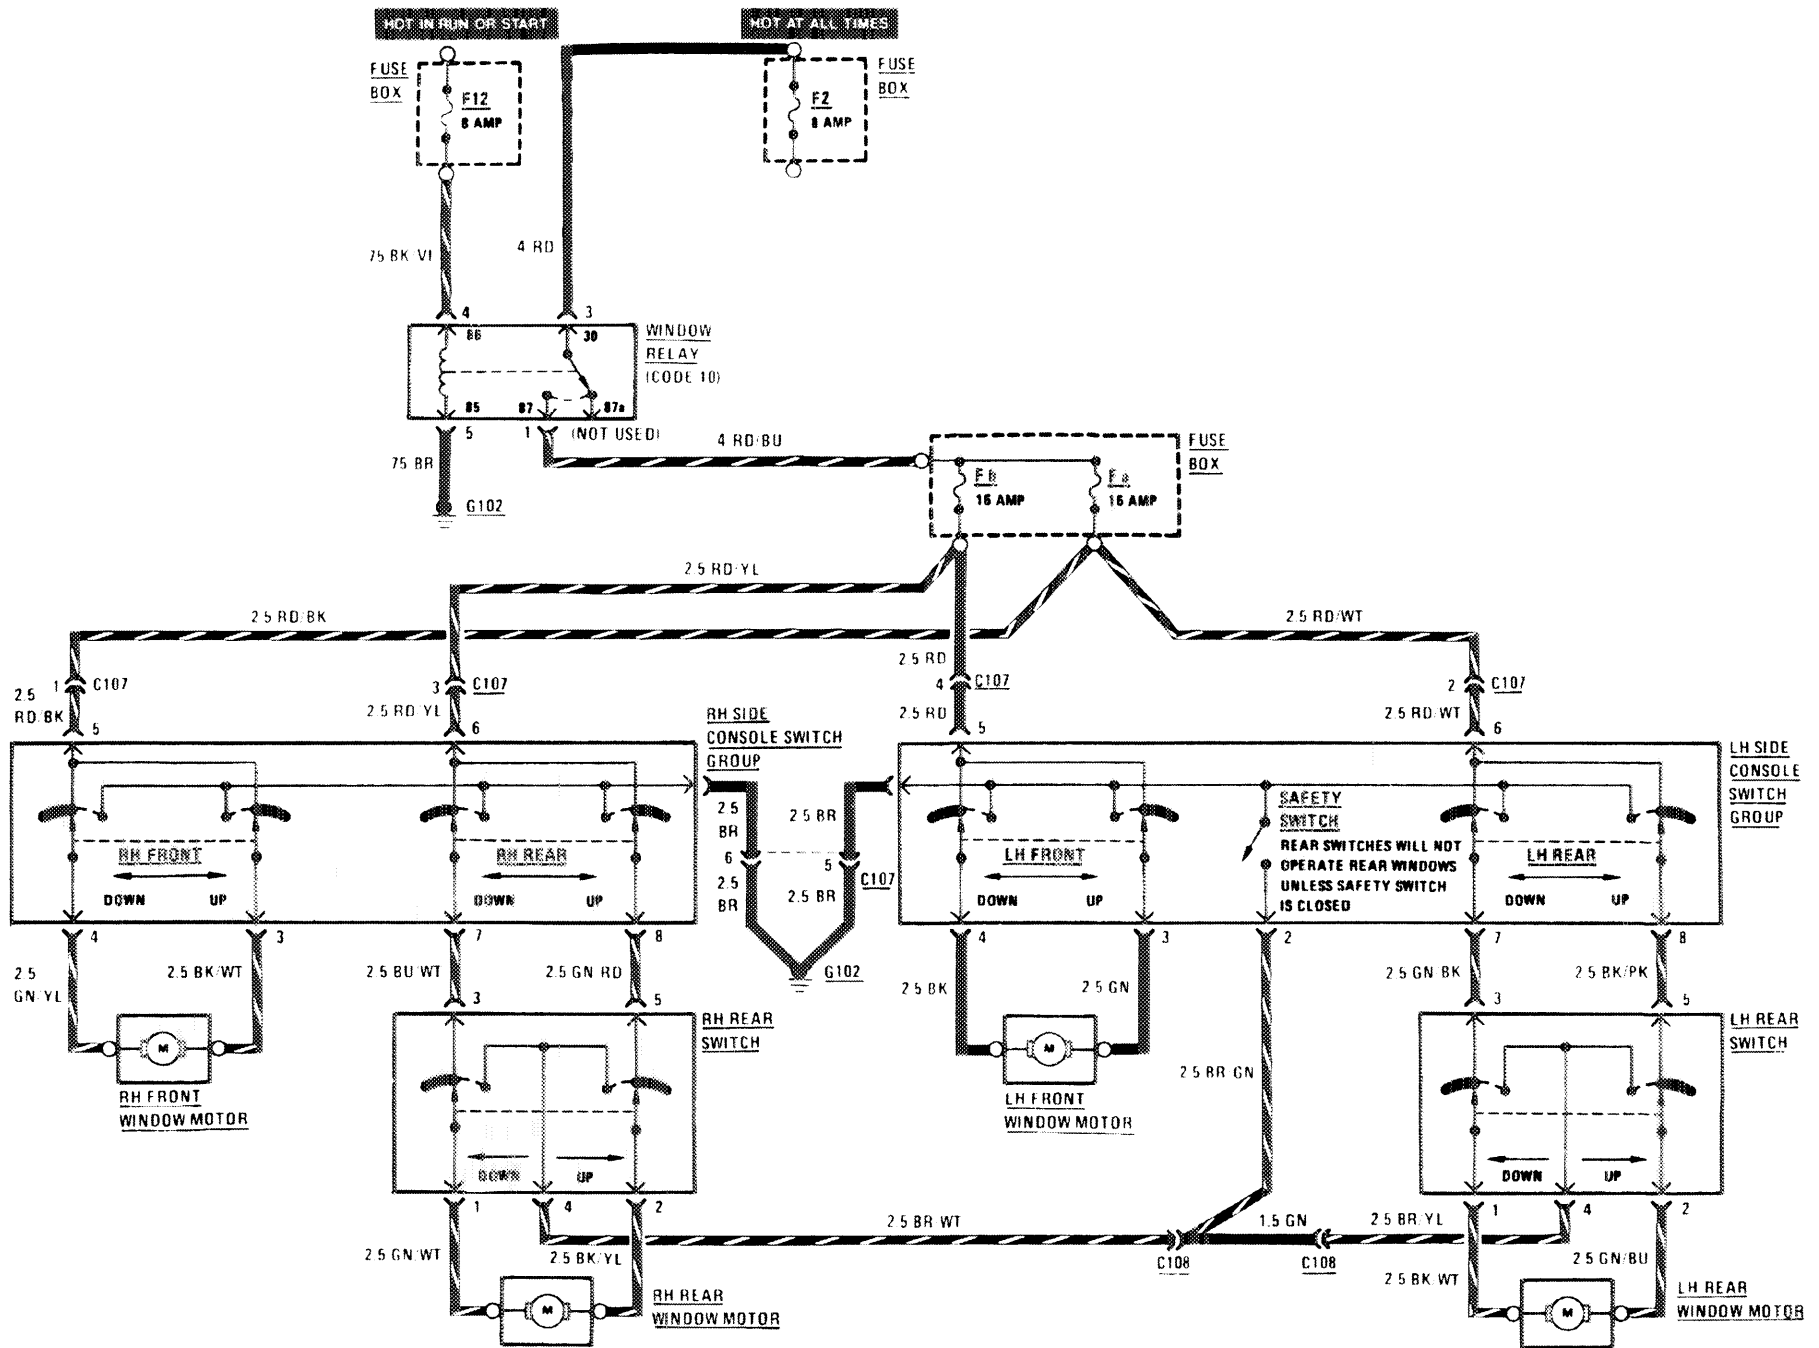 HOT IN RUN OR START
HOT AT ALL TIMES
FUSE
BOX
F12
8 AMP
F2
8 AMP
FUSE
BOX
75 BK VI
4 RD
4
3
86
30
WINDOW
RELAY
(CODE 10)
85
87
87a
5
1
(NOT USED)
4 RD/BU
FUSE
BOX
75 BR
F b
16 AMP
F a
16 AMP
G102
2.5 RD/YL
2.5 RD/BK
2.5 RD/WT
2.5 RD
1
C107
3
C107
4
C107
2
C107
2.5
RD/BK
2.5 RD/YL
2.5 RD
2.5 RD/WT
5
6
5
6
RH SIDE
CONSOLE SWITCH
GROUP
LH SIDE
CONSOLE
SWITCH
GROUP
2.5
BR
2.5 BR
6
5
C107
2.5
BR
2.5 BR
G102
RH FRONT
DOWN
UP
RH REAR
DOWN
UP
LH FRONT
DOWN
UP
SAFETY
SWITCH
REAR SWITCHES WILL NOT
OPERATE REAR WINDOWS
UNLESS SAFETY SWITCH
IS CLOSED
LH REAR
DOWN
UP
4
3
7
8
4
3
2
7
8
2.5
GN/YL
2.5 BK/WT
2.5 BU/WT
2.5 GN/RD
2.5 BK
2.5 GN
2.5 GN/BK
2.5 BK/PK
3
5
3
5
M
RH FRONT
WINDOW MOTOR
RH REAR
SWITCH
M
LH FRONT
WINDOW MOTOR
2.5 BR GN
LH REAR
SWITCH
DOWN
UP
DOWN
UP
1
4
2
1
4
2
2.5 GN/WT
2.5 BK/YL
2.5 BR WT
1.5 GN
2.5 BR/YL
C108
C108
2.5 BK WT
2.5 GN/BU
M
RH REAR
WINDOW MOTOR
M
LH REAR
WINDOW MOTOR